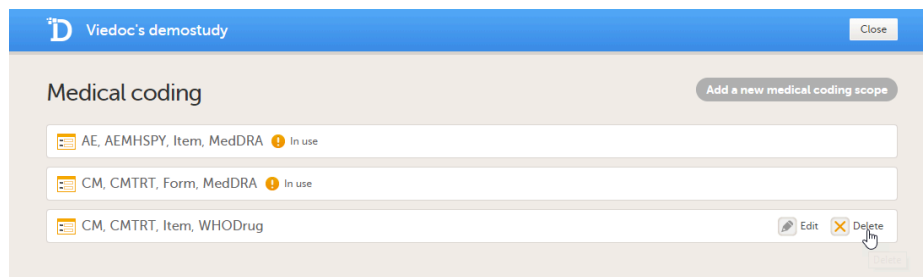 Viedoc's demostudy
Close
Medical coding
Add a new medical coding scope
AE, AEMHSPY, Item, MedDRA ! In use
CM, CMTRT, Form, MedDRA ! In use
CM, CMTRT, Item, WHODrug
Edit Delete
Delete